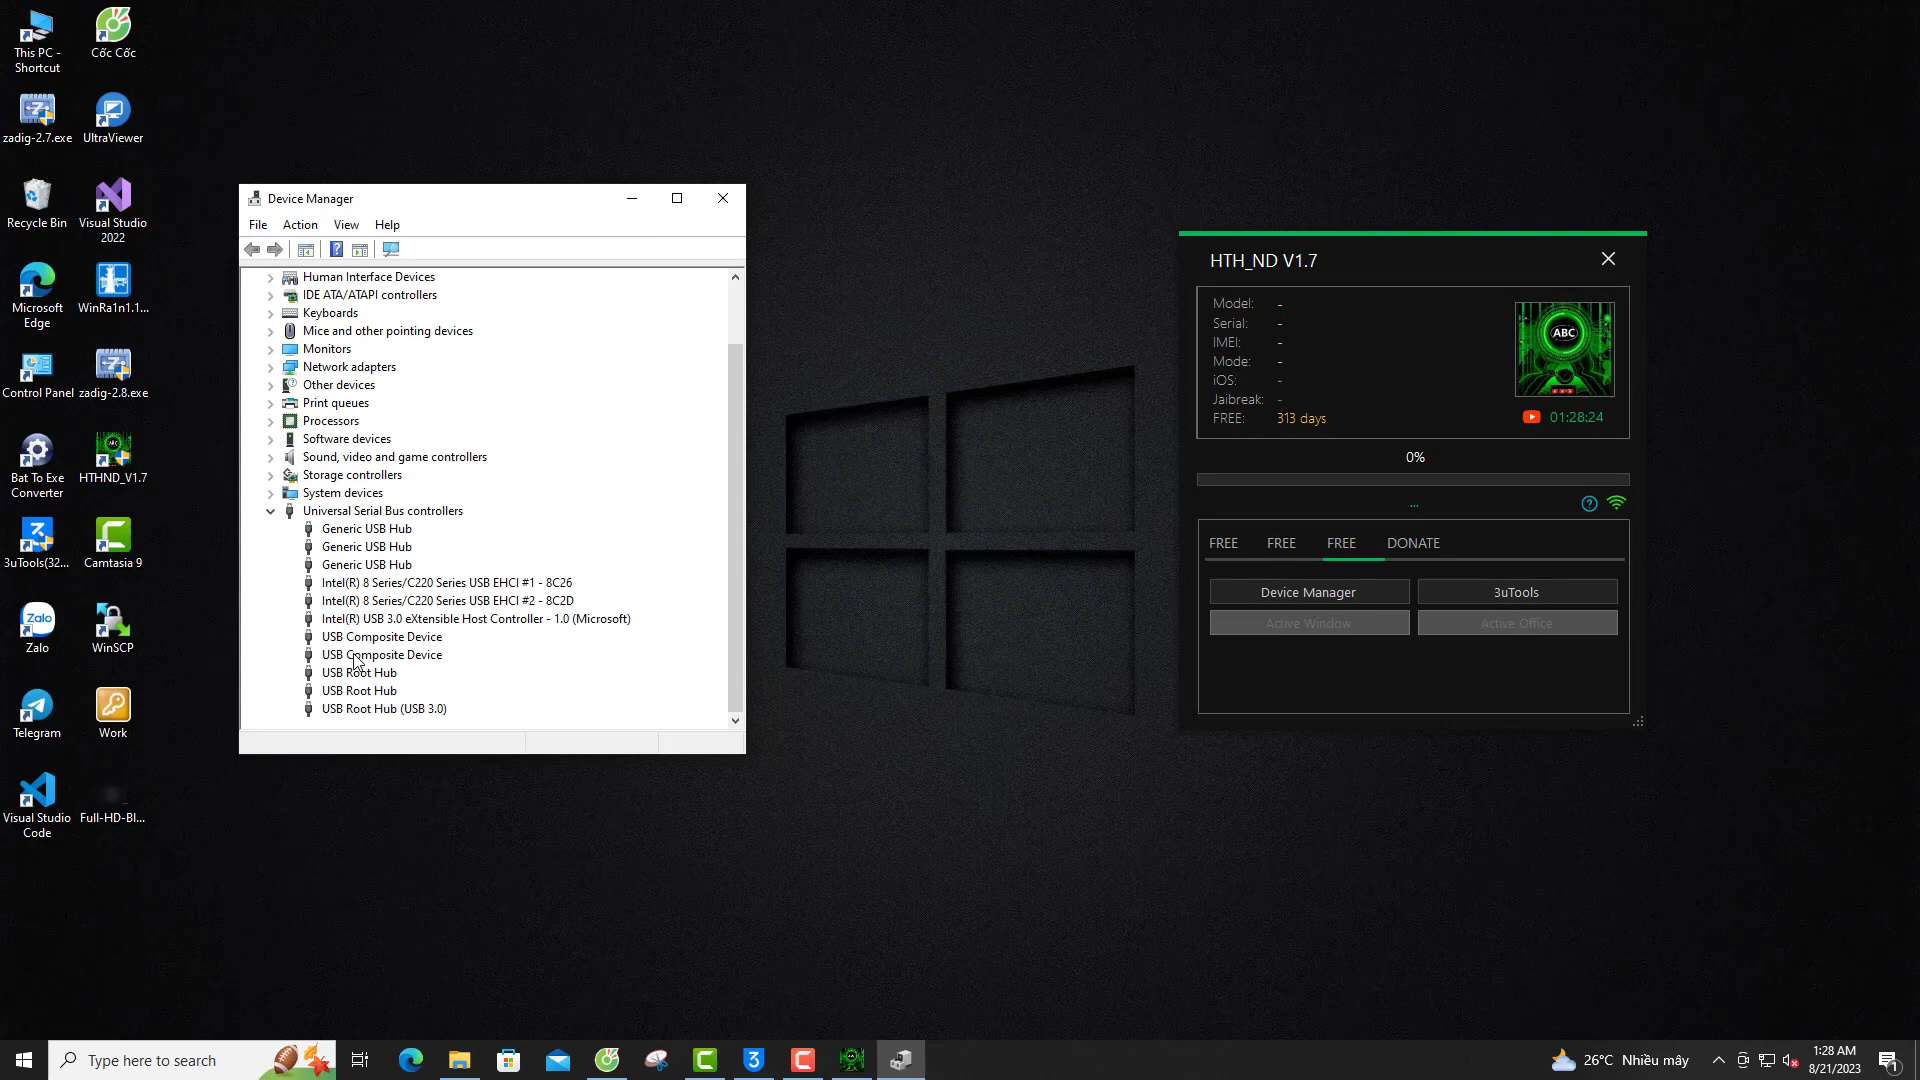 This PC -
Shortcut
Cốc Cốc
zadig-2.7.exe
UltraViewer
Recycle Bin
Visual Studio
2022
Microsoft
Edge
WinRa1n1.1...
Control Panel
zadig-2.8.exe
Bat To Exe
Converter
HTHND_V1.7
3uTools(32...
Camtasia 9
Zalo
Zalo
WinSCP
Telegram
Work
Visual Studio
Code
Full-HD-Bl...
Device Manager
File Action View Help
Human Interface Devices
IDE ATA/ATAPI controllers
Keyboards
Mice and other pointing devices
Monitors
Network adapters
Other devices
Print queues
Processors
Software devices
Sound, video and game controllers
Storage controllers
System devices
Universal Serial Bus controllers
Generic USB Hub
Generic USB Hub
Generic USB Hub
Intel(R) 8 Series/C220 Series USB EHCI #1 - 8C26
Intel(R) 8 Series/C220 Series USB EHCI #2 - 8C2D
Intel(R) USB 3.0 eXtensible Host Controller - 1.0 (Microsoft)
USB Composite Device
USB Composite Device
USB Root Hub
USB Root Hub
USB Root Hub (USB 3.0)
HTH_ND V1.7
Model: -
Serial: -
IMEI: -
Mode: -
iOS: -
Jailbreak: -
FREE: 313 days
ABC
01:28:24
0%
...
FREE FREE FREE DONATE
Device Manager 3uTools
Active Window Active Office
Type here to search
26°C Nhiều mây
1:28 AM
8/21/2023
1